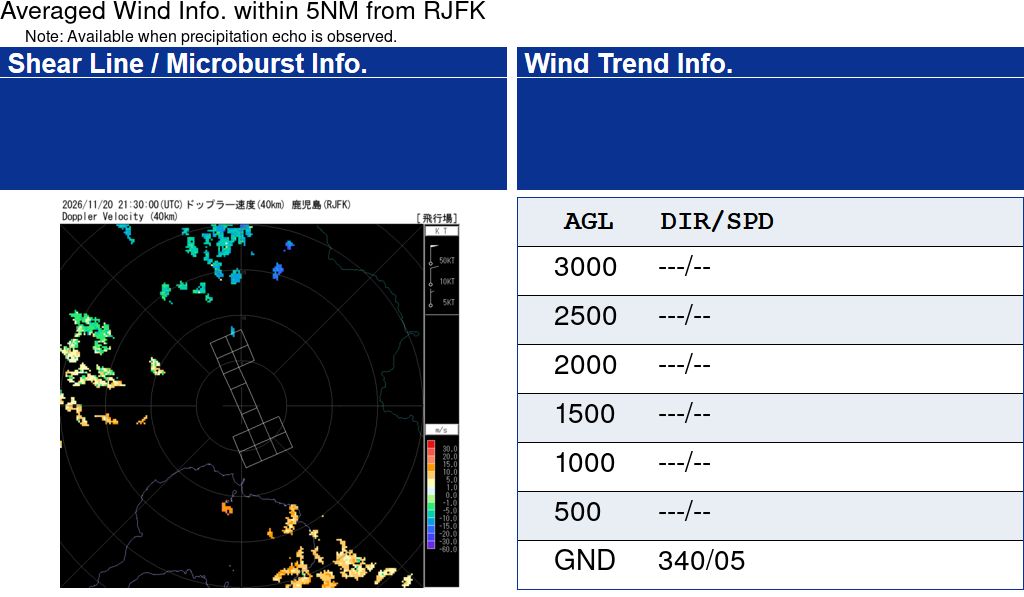 Averaged Wind Info. within 5NM from RJFK
Note: Available when precipitation echo is observed.
Shear Line / Microburst Info.
Wind Trend Info.
2026/11/20 21:30:00(UTC) ドップラー速度(40km) 鹿児島(RJFK)
Doppler Velocity (40km)
[飛行場]
KT
50KT
10KT
5KT
m/s
30.0
20.0
15.0
10.0
5.0
1.0
0.0
-1.0
-5.0
-10.0
-15.0
-20.0
-30.0
-60.0
AGL DIR/SPD
3000 ---/--
2500 ---/--
2000 ---/--
1500 ---/--
1000 ---/--
500 ---/--
GND 340/05